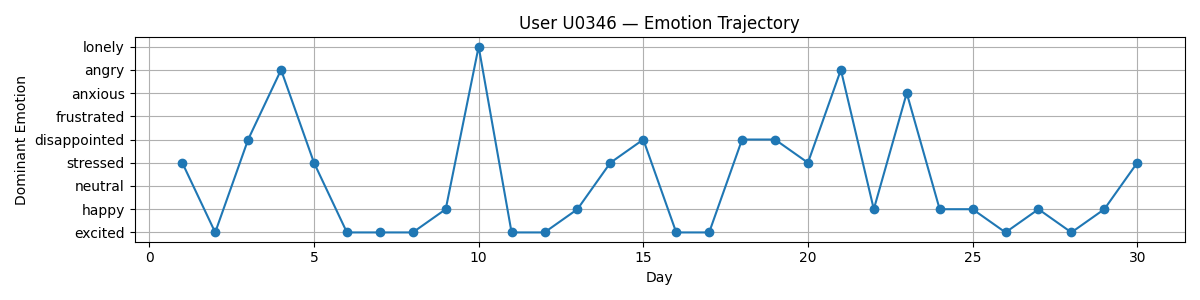 User U0346 — Emotion Trajectory
Dominant Emotion
lonely
angry
anxious
frustrated
disappointed
stressed
neutral
happy
excited
0 5 10 15 20 25 30
Day